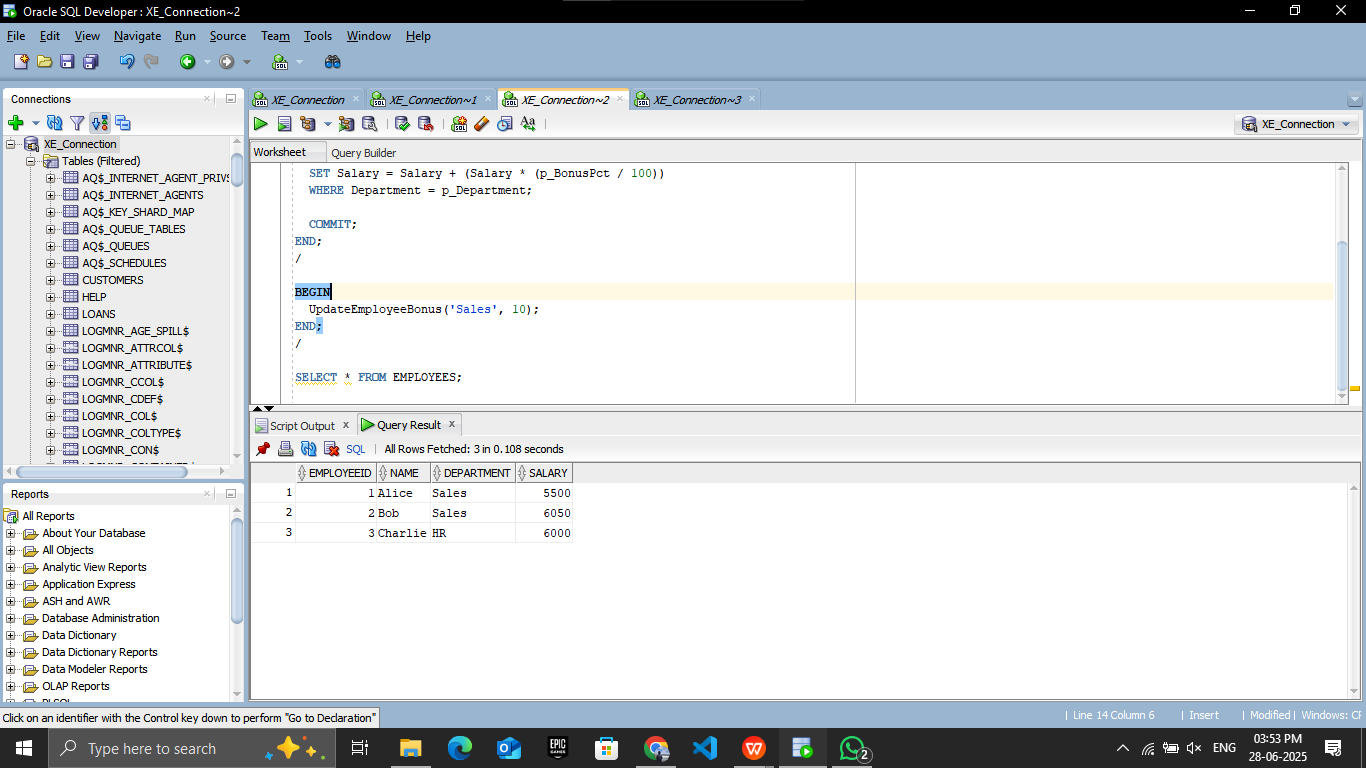 Oracle SQL Developer : XE_Connection~2
File Edit View Navigate Run Source Team Tools Window Help
Connections
XE_Connection
Tables (Filtered)
AQ$_INTERNET_AGENT_PRIVS
AQ$_INTERNET_AGENTS
AQ$_KEY_SHARD_MAP
AQ$_QUEUE_TABLES
AQ$_QUEUES
AQ$_SCHEDULES
CUSTOMERS
HELP
LOANS
LOGMNR_AGE_SPILL$
LOGMNR_ATTRCOL$
LOGMNR_ATTRIBUTE$
LOGMNR_CCOL$
LOGMNR_CDEF$
LOGMNR_COL$
LOGMNR_COLTYPE$
LOGMNR_CON$
Reports
All Reports
About Your Database
All Objects
Analytic View Reports
Application Express
ASH and AWR
Database Administration
Data Dictionary
Data Dictionary Reports
Data Modeler Reports
OLAP Reports
XE_Connection XE_Connection~1 XE_Connection~2 XE_Connection~3
XE_Connection
Worksheet Query Builder
SET Salary = Salary + (Salary * (p_BonusPct / 100))
WHERE Department = p_Department;
COMMIT;
END;
/
BEGIN
UpdateEmployeeBonus('Sales', 10);
END;
/
SELECT * FROM EMPLOYEES;
Script Output x Query Result x
SQL | All Rows Fetched: 3 in 0.108 seconds
EMPLOYEEID NAME DEPARTMENT SALARY
1 1 Alice Sales 5500
2 2 Bob Sales 6050
3 3 Charlie HR 6000
Click on an identifier with the Control key down to perform "Go to Declaration"
| Line 14 Column 6 | Insert | Modified | Windows: CF
Type here to search
EPIC GAMES
2
ENG
03:53 PM
28-06-2025